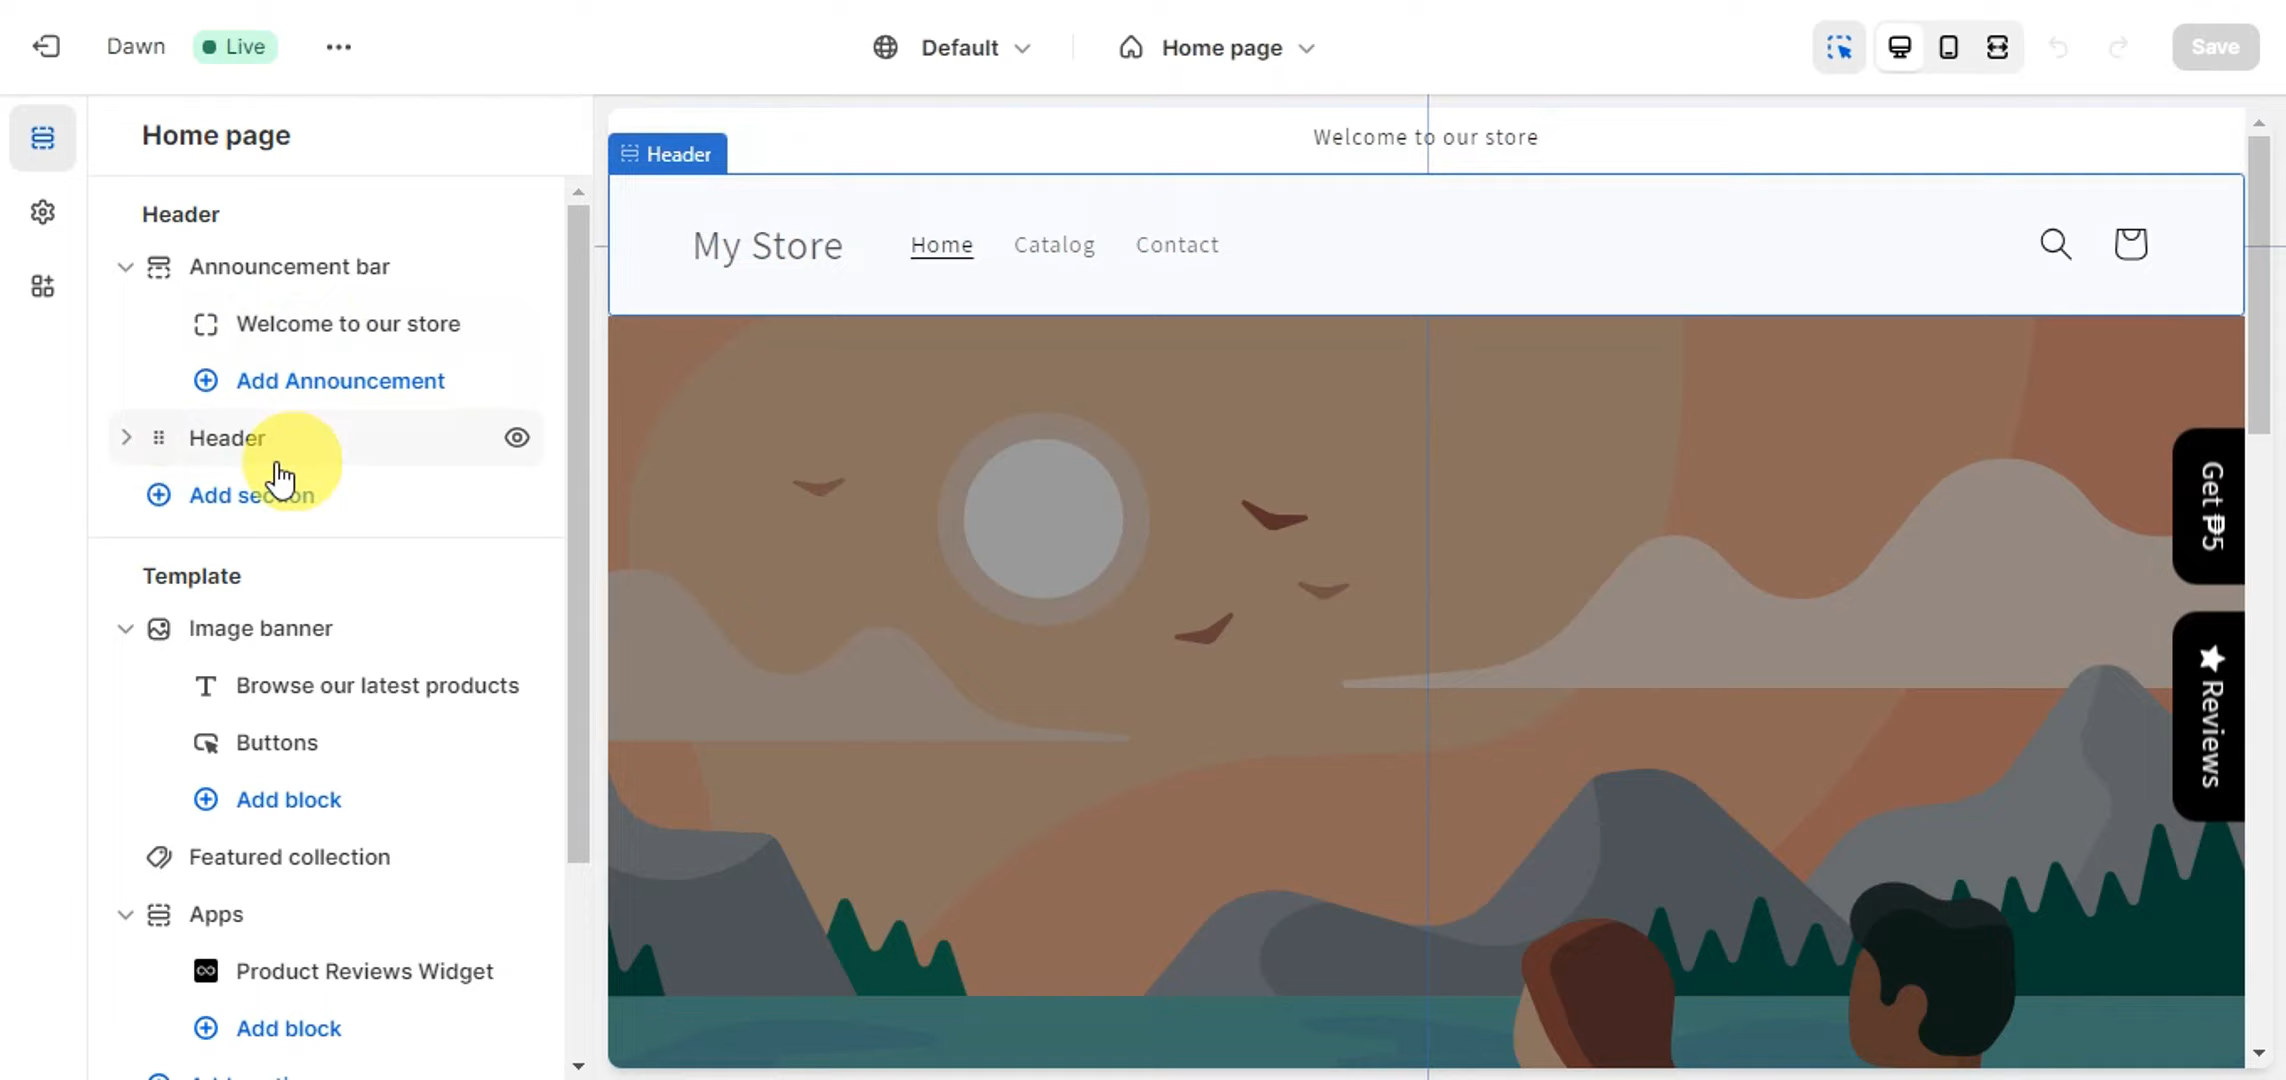 Dawn
Live
Default
Home page
Save
Home page
Header
Announcement bar
Welcome to our store
Add Announcement
Header
Add section
Template
Image banner
Browse our latest products
Buttons
Add block
Featured collection
Apps
Product Reviews Widget
Add block
Welcome to our store
Header
My Store
Home
Catalog
Contact
Get ₱5
★ Reviews